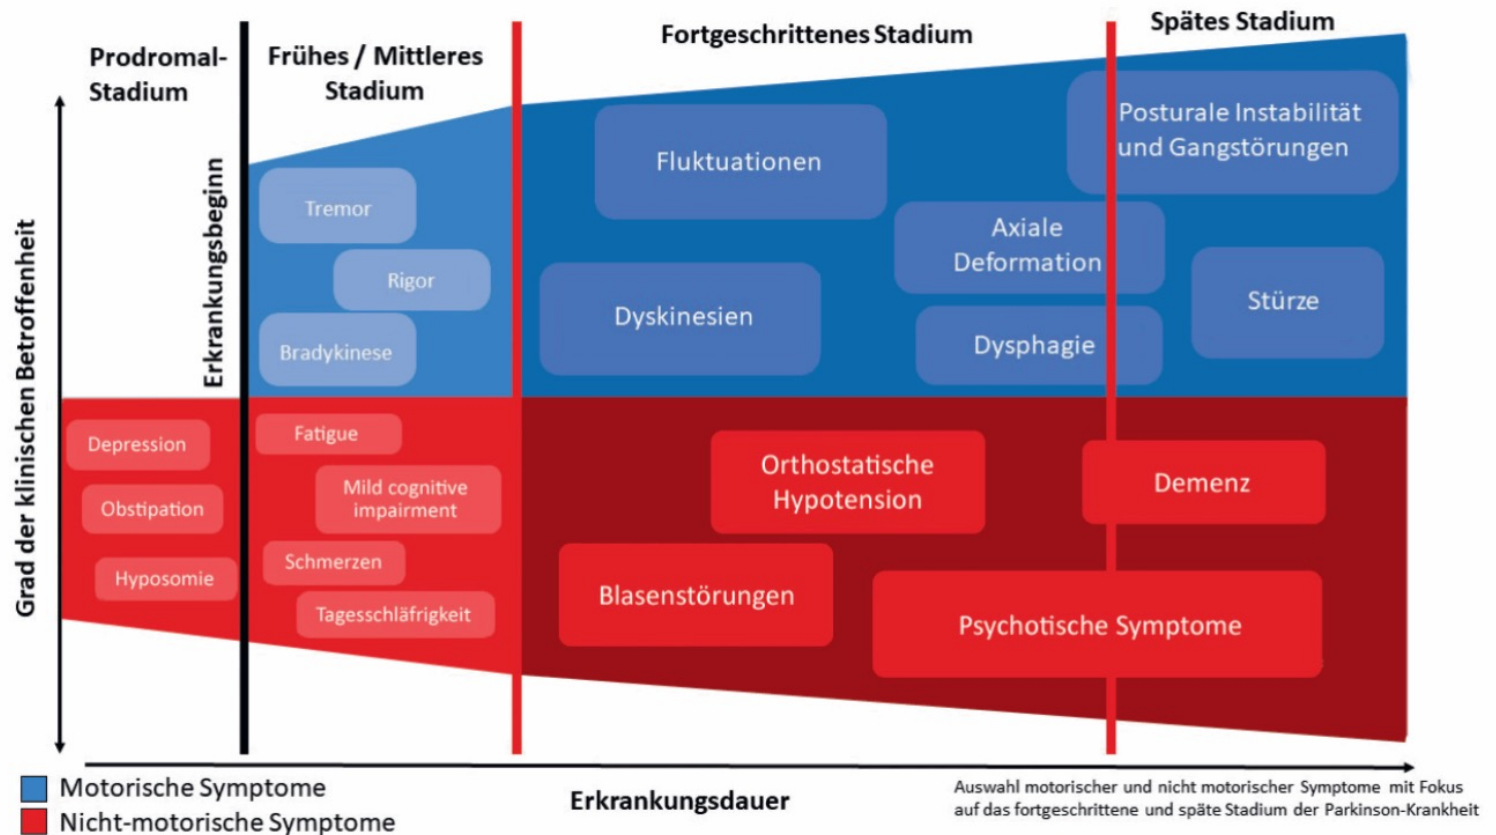 Prodromal-
Stadium
Frühes / Mittleres
Stadium
Fortgeschrittenes Stadium
Spätes Stadium
Grad der klinischen Betroffenheit
Erkrankungsbeginn
Tremor
Rigor
Bradykinese
Fluktuationen
Dyskinesien
Axiale
Deformation
Dysphagie
Posturale Instabilität
und Gangstörungen
Stürze
Depression
Obstipation
Hyposomie
Fatigue
Mild cognitive
impairment
Schmerzen
Tagesschläfrigkeit
Orthostatische
Hypotension
Blasenstörungen
Demenz
Psychotische Symptome
Motorische Symptome
Nicht-motorische Symptome
Erkrankungsdauer
Auswahl motorischer und nicht motorischer Symptome mit Fokus
auf das fortgeschrittene und späte Stadium der Parkinson-Krankheit